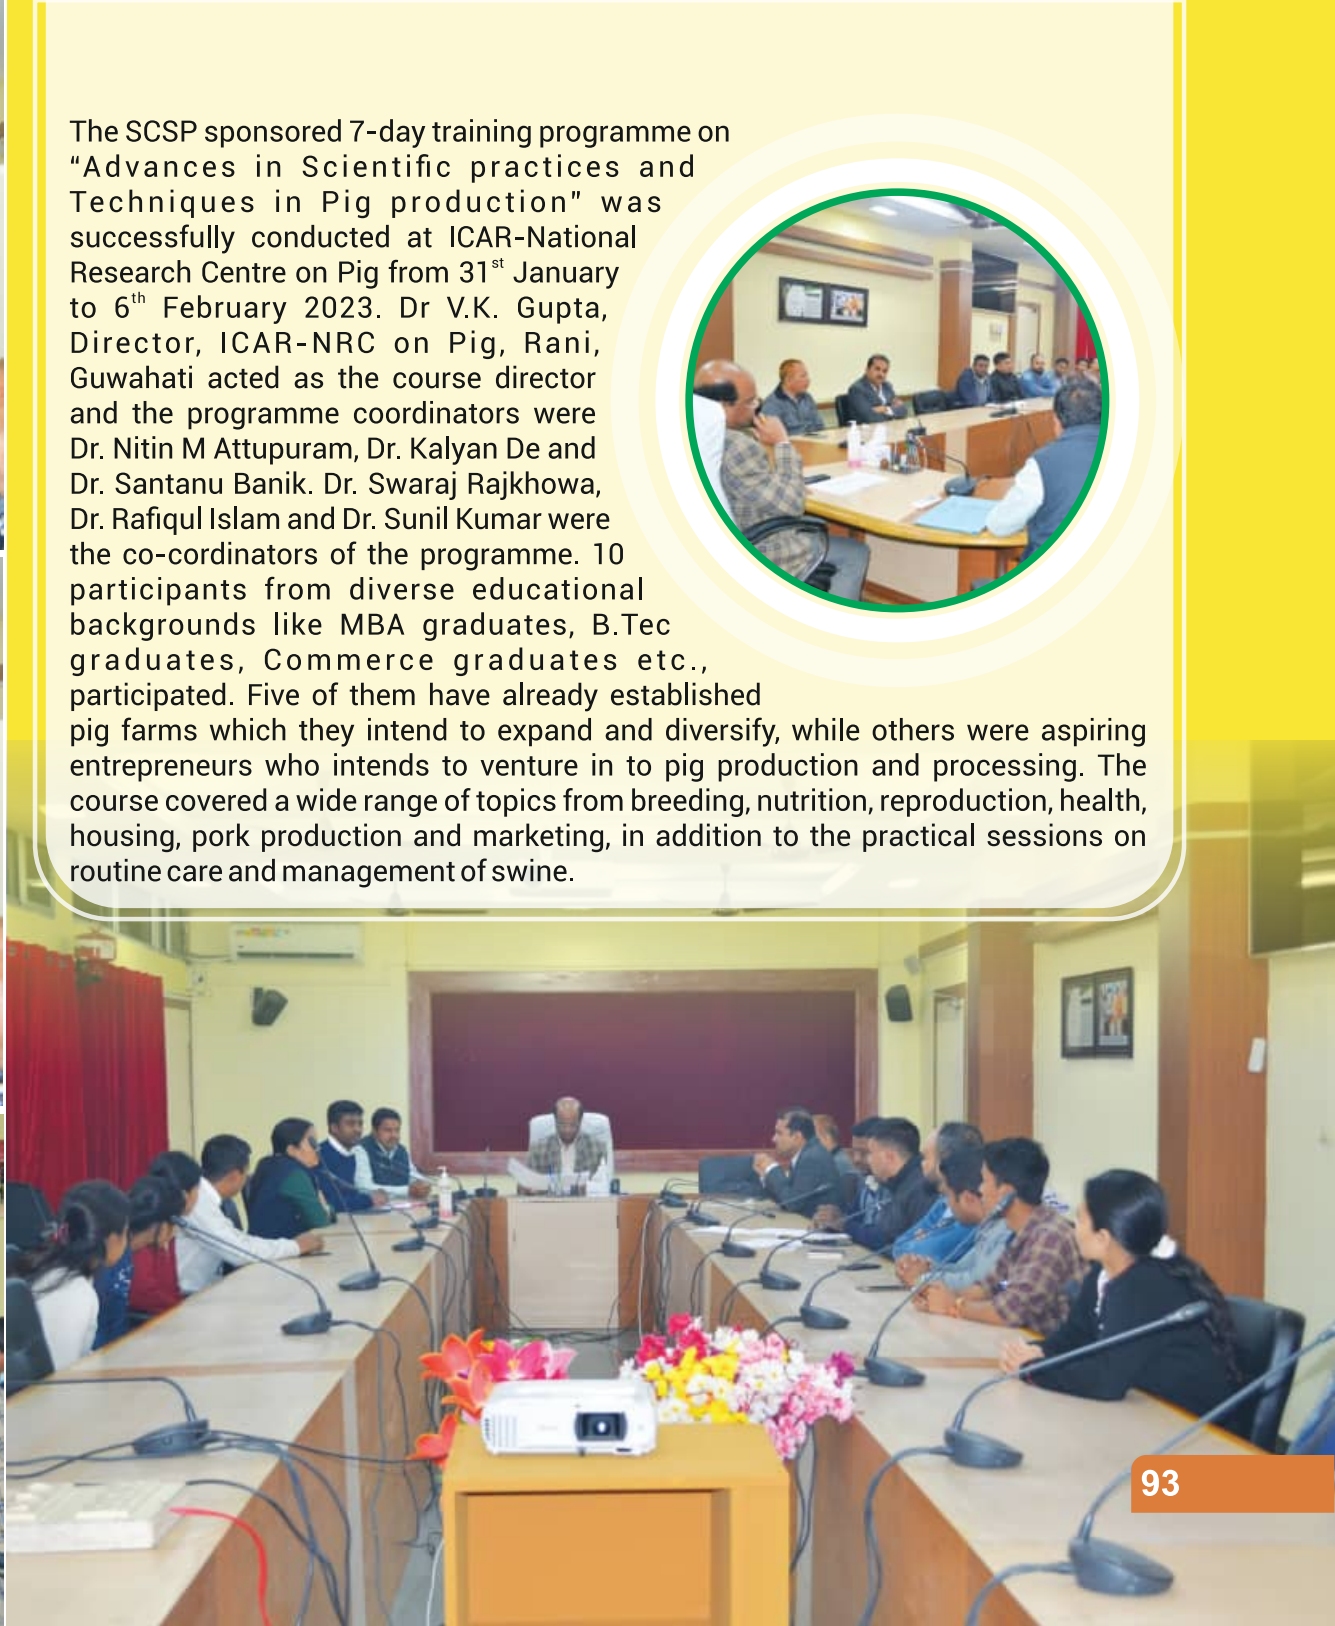 The SCSP sponsored 7-day training programme on
“Advances in Scientific practices and
Techniques in Pig production" was
successfully conducted at ICAR-National
Research Centre on Pig from 31st January
to 6th February 2023. Dr V.K. Gupta,
Director, ICAR-NRC on Pig, Rani,
Guwahati acted as the course director
and the programme coordinators were
Dr. Nitin M Attupuram, Dr. Kalyan De and
Dr. Santanu Banik. Dr. Swaraj Rajkhowa,
Dr. Rafiqul Islam and Dr. Sunil Kumar were
the co-cordinators of the programme. 10
participants from diverse educational
backgrounds like MBA graduates, B.Tec
graduates, Commerce graduates etc.,
participated. Five of them have already established
pig farms which they intend to expand and diversify, while others were aspiring
entrepreneurs who intends to venture in to pig production and processing. The
course covered a wide range of topics from breeding, nutrition, reproduction, health,
housing, pork production and marketing, in addition to the practical sessions on
routine care and management of swine.
93